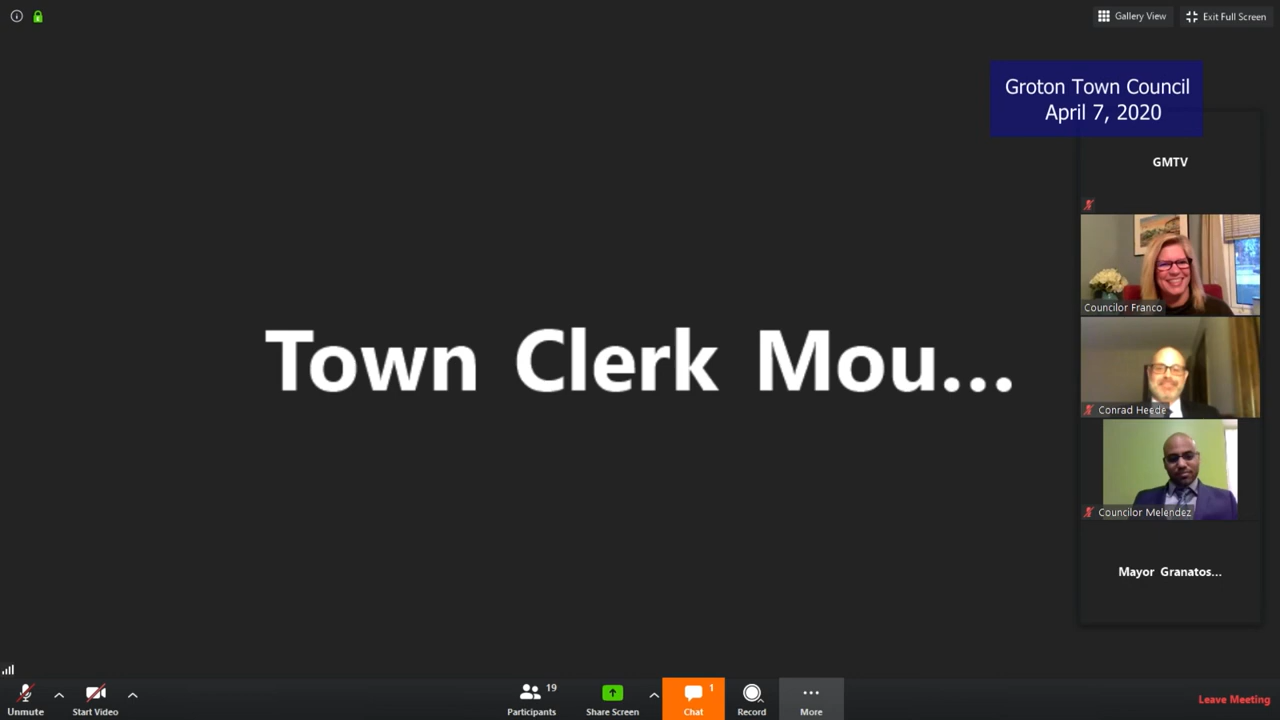 Gallery View
Exit Full Screen
Groton Town Council
April 7, 2020
GMTV
Councilor Franco
Conrad Heede
Councilor Melendez
Mayor Granatos...
Town Clerk Mou...
Unmute
Start Video
19
Participants
Share Screen
1
Chat
Record
More
Leave Meeting